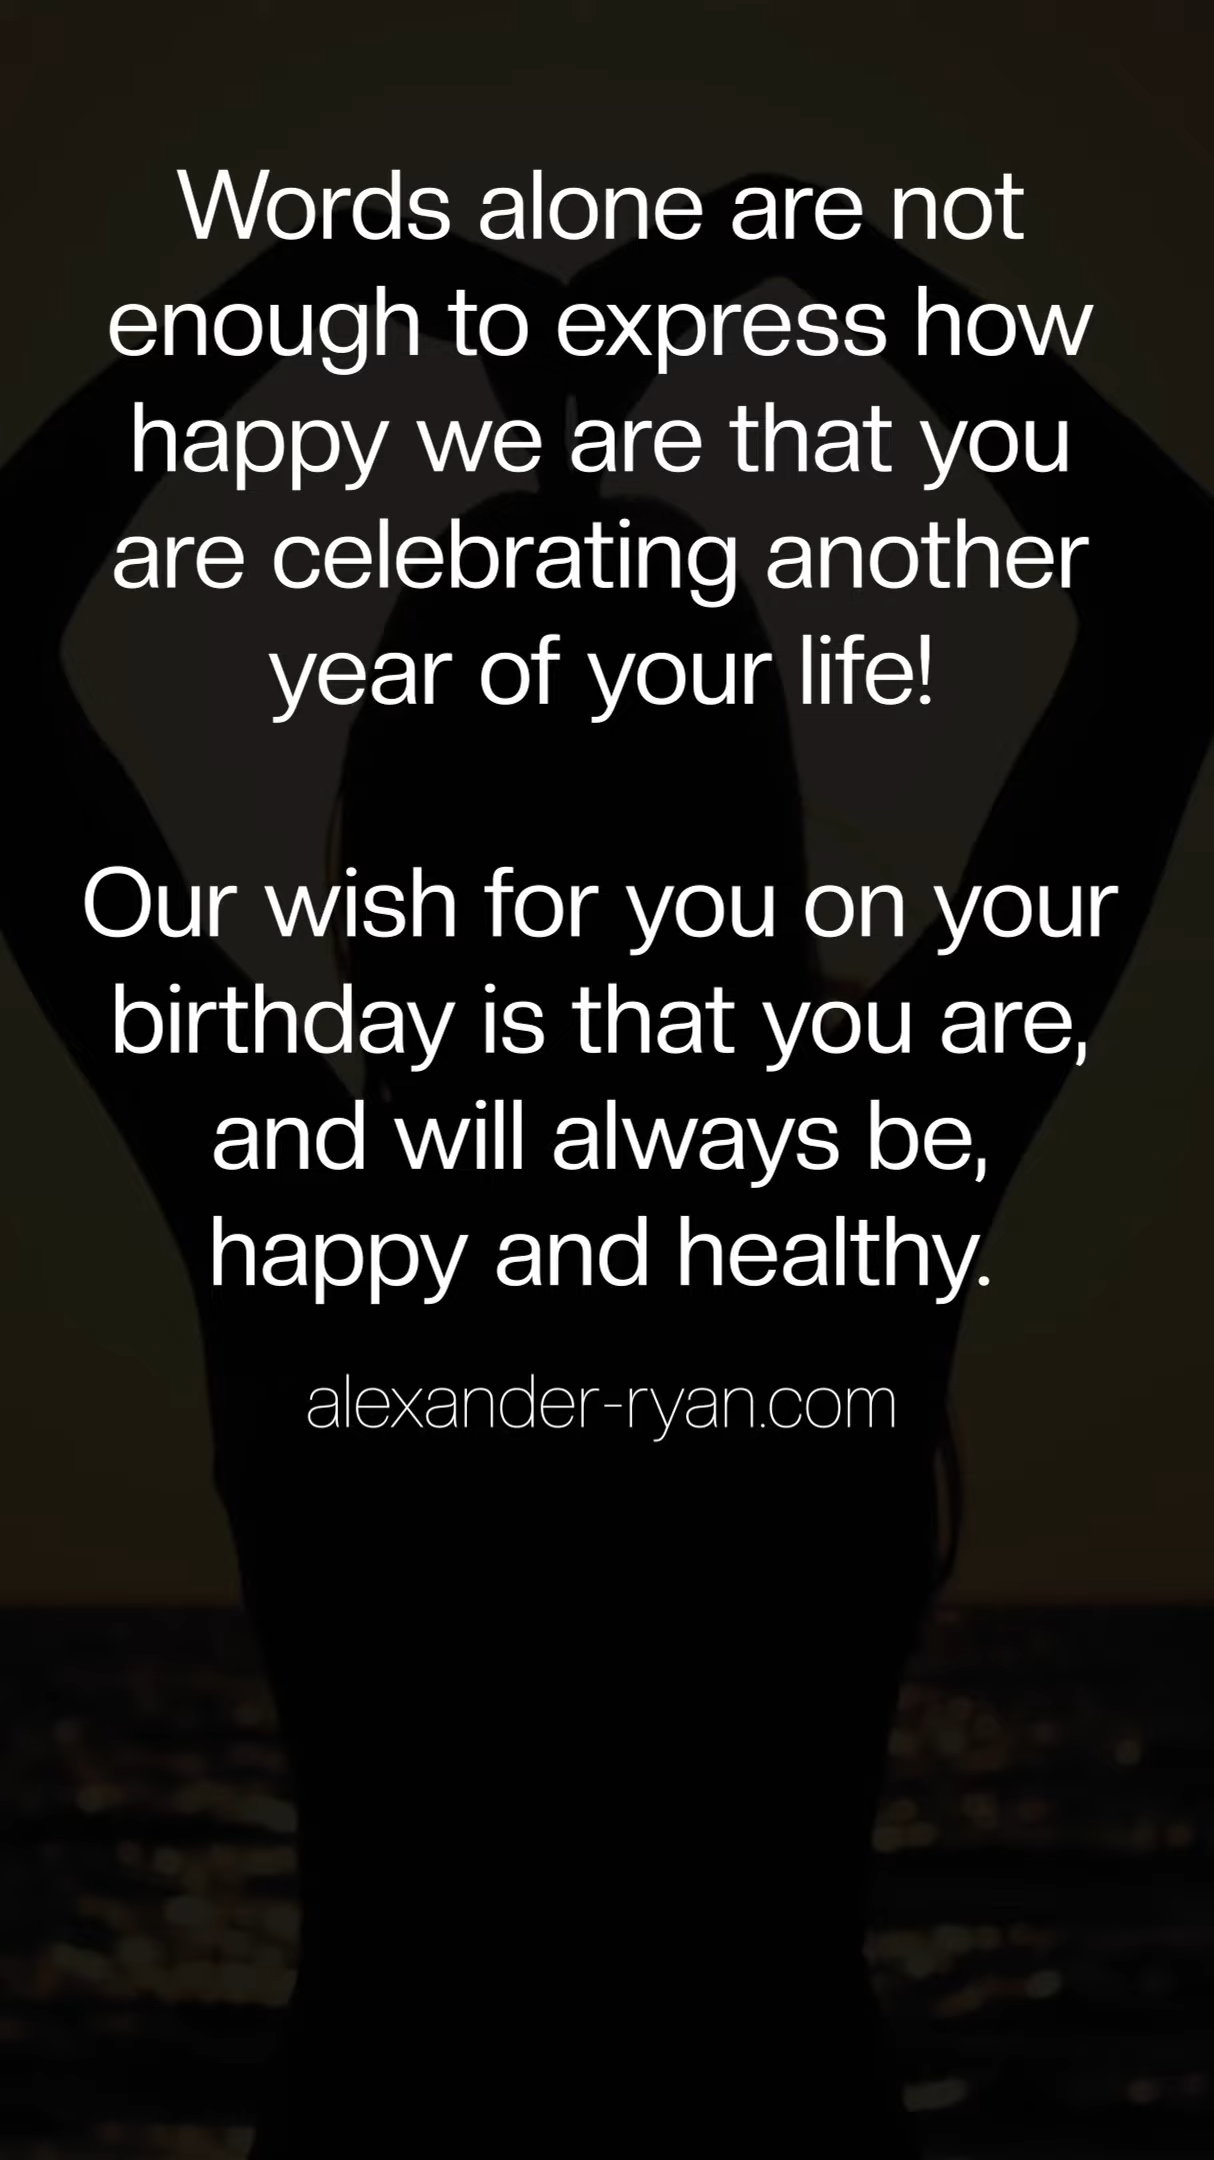 Words alone are not
enough to express how
happy we are that you
are celebrating another
year of your life!
Our wish for you on your
birthday is that you are,
and will always be,
happy and healthy.
alexander-ryan.com